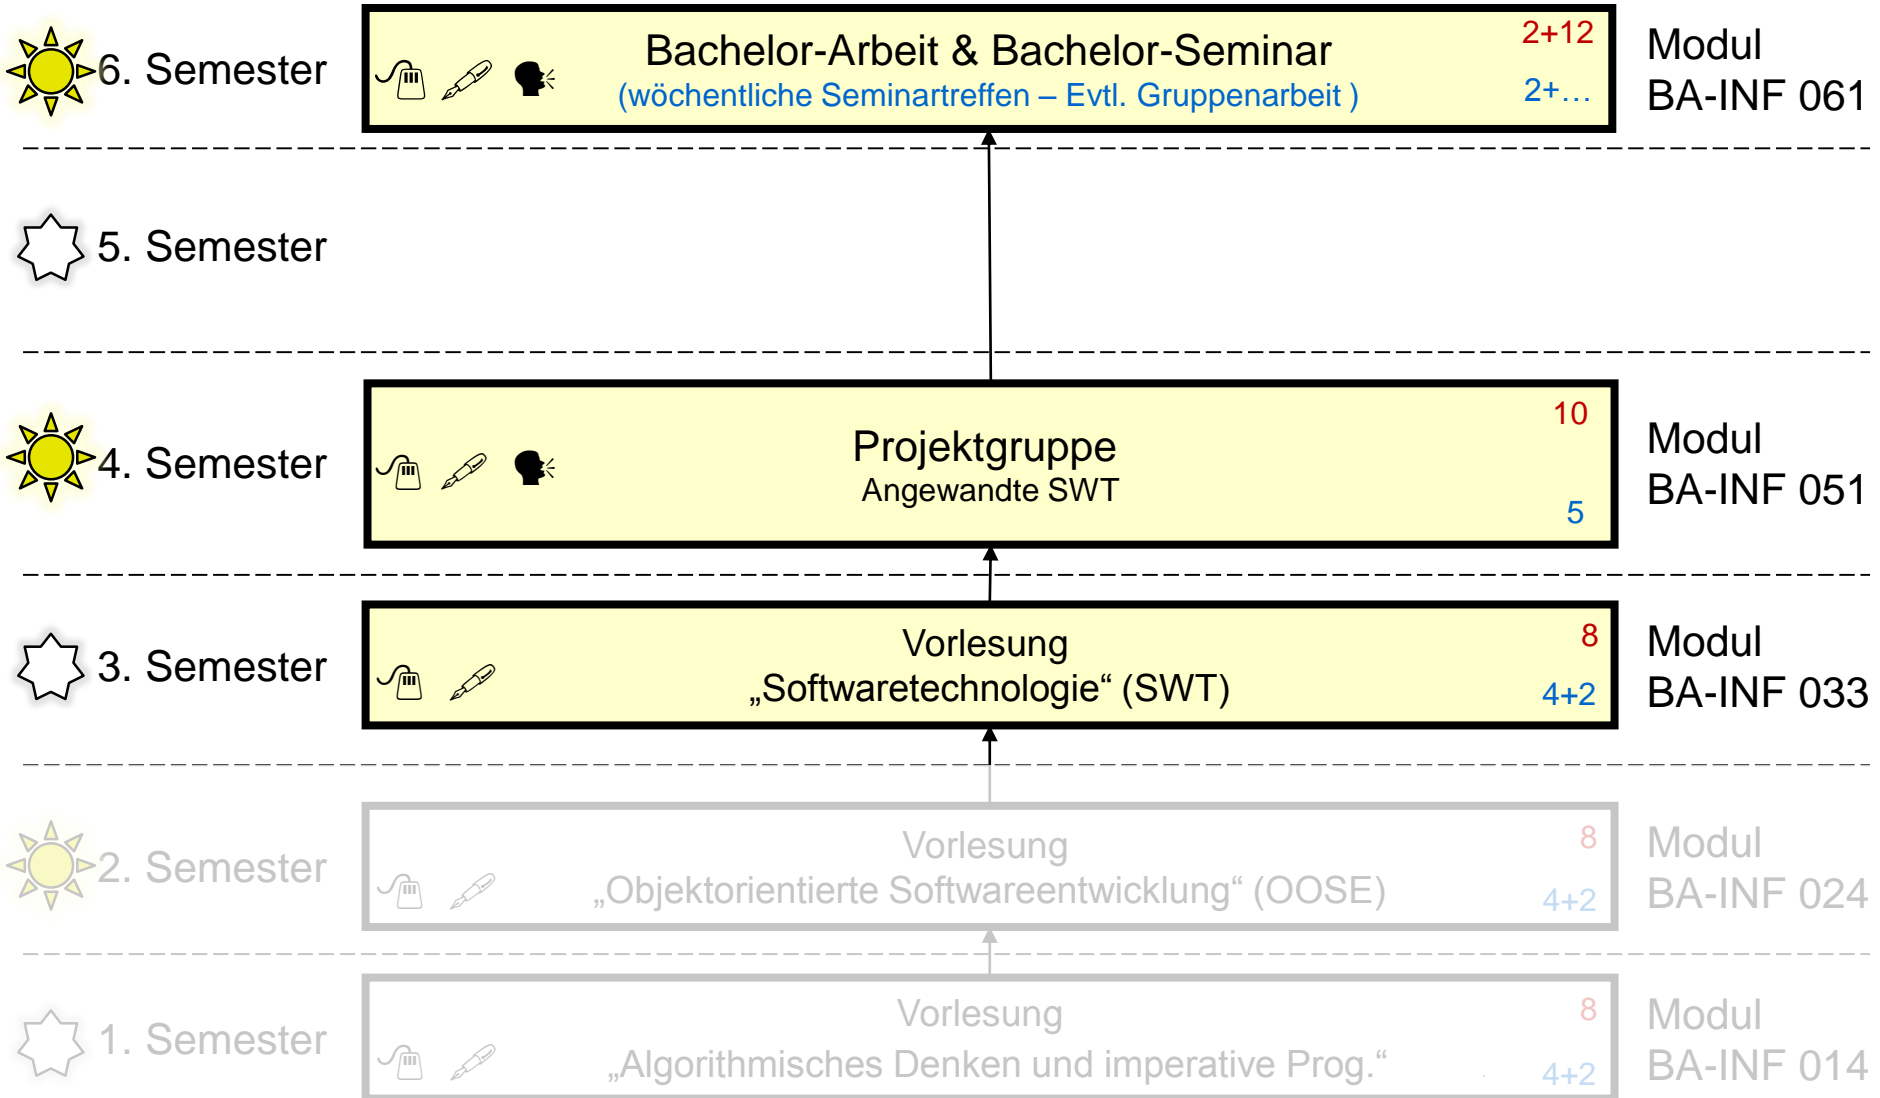 6. Semester
Bachelor-Arbeit & Bachelor-Seminar
(wöchentliche Seminartreffen – Evtl. Gruppenarbeit )
2+12
2+…
Modul
BA-INF 061
5. Semester
4. Semester
Projektgruppe
Angewandte SWT
10
5
Modul
BA-INF 051
3. Semester
Vorlesung
„Softwaretechnologie“ (SWT)
8
4+2
Modul
BA-INF 033
2. Semester
Vorlesung
„Objektorientierte Softwareentwicklung“ (OOSE)
8
4+2
Modul
BA-INF 024
1. Semester
Vorlesung
„Algorithmisches Denken und imperative Prog.“
8
4+2
Modul
BA-INF 014